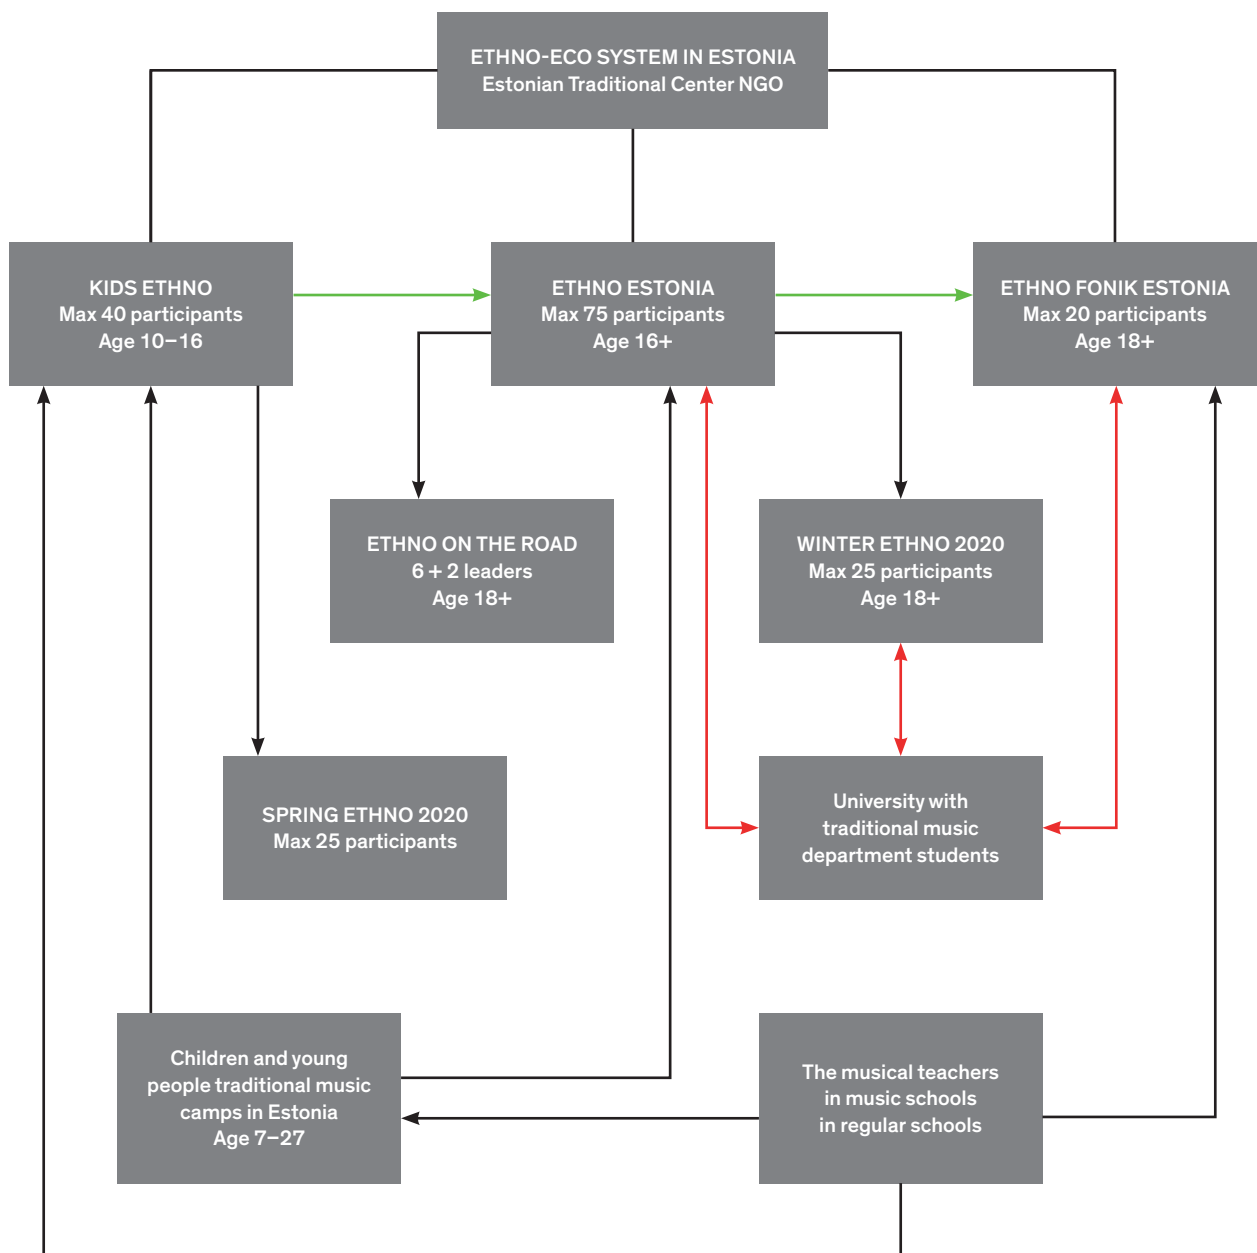 ETHNO-ECO SYSTEM IN ESTONIA
Estonian Traditional Center NGO
KIDS ETHNO
Max 40 participants
Age 10–16
ETHNO ESTONIA
Max 75 participants
Age 16+
ETHNO FONIK ESTONIA
Max 20 participants
Age 18+
ETHNO ON THE ROAD
6 + 2 leaders
Age 18+
WINTER ETHNO 2020
Max 25 participants
Age 18+
SPRING ETHNO 2020
Max 25 participants
University with
traditional music
department students
Children and young
people traditional music
camps in Estonia
Age 7–27
The musical teachers
in music schools
in regular schools